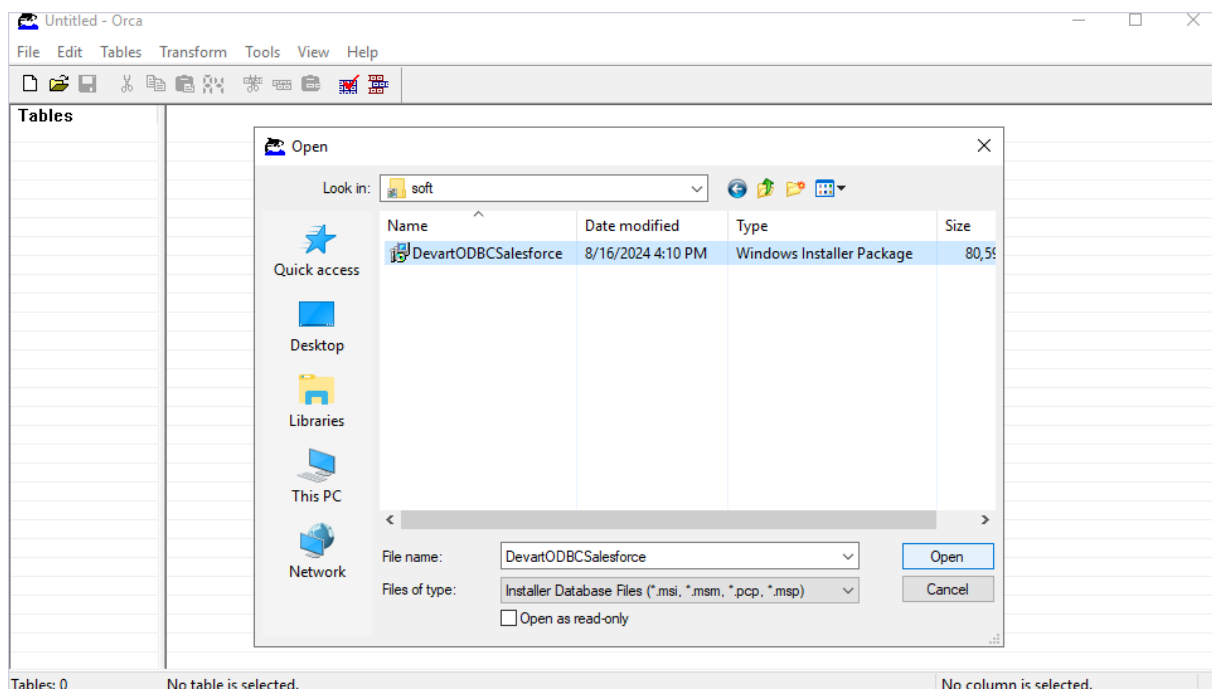 Untitled - Orca
File Edit Tables Transform Tools View Help
Tables
Open
Look in: soft
Name Date modified Type Size
DevartODBCSalesforce 8/16/2024 4:10 PM Windows Installer Package 80,59
Quick access
Desktop
Libraries
This PC
Network
File name: DevartODBCSalesforce Open
Files of type: Installer Database Files (*.msi, *.msm, *.pcp, *.msp) Cancel
Open as read-only
Tables: 0 No table is selected. No column is selected.